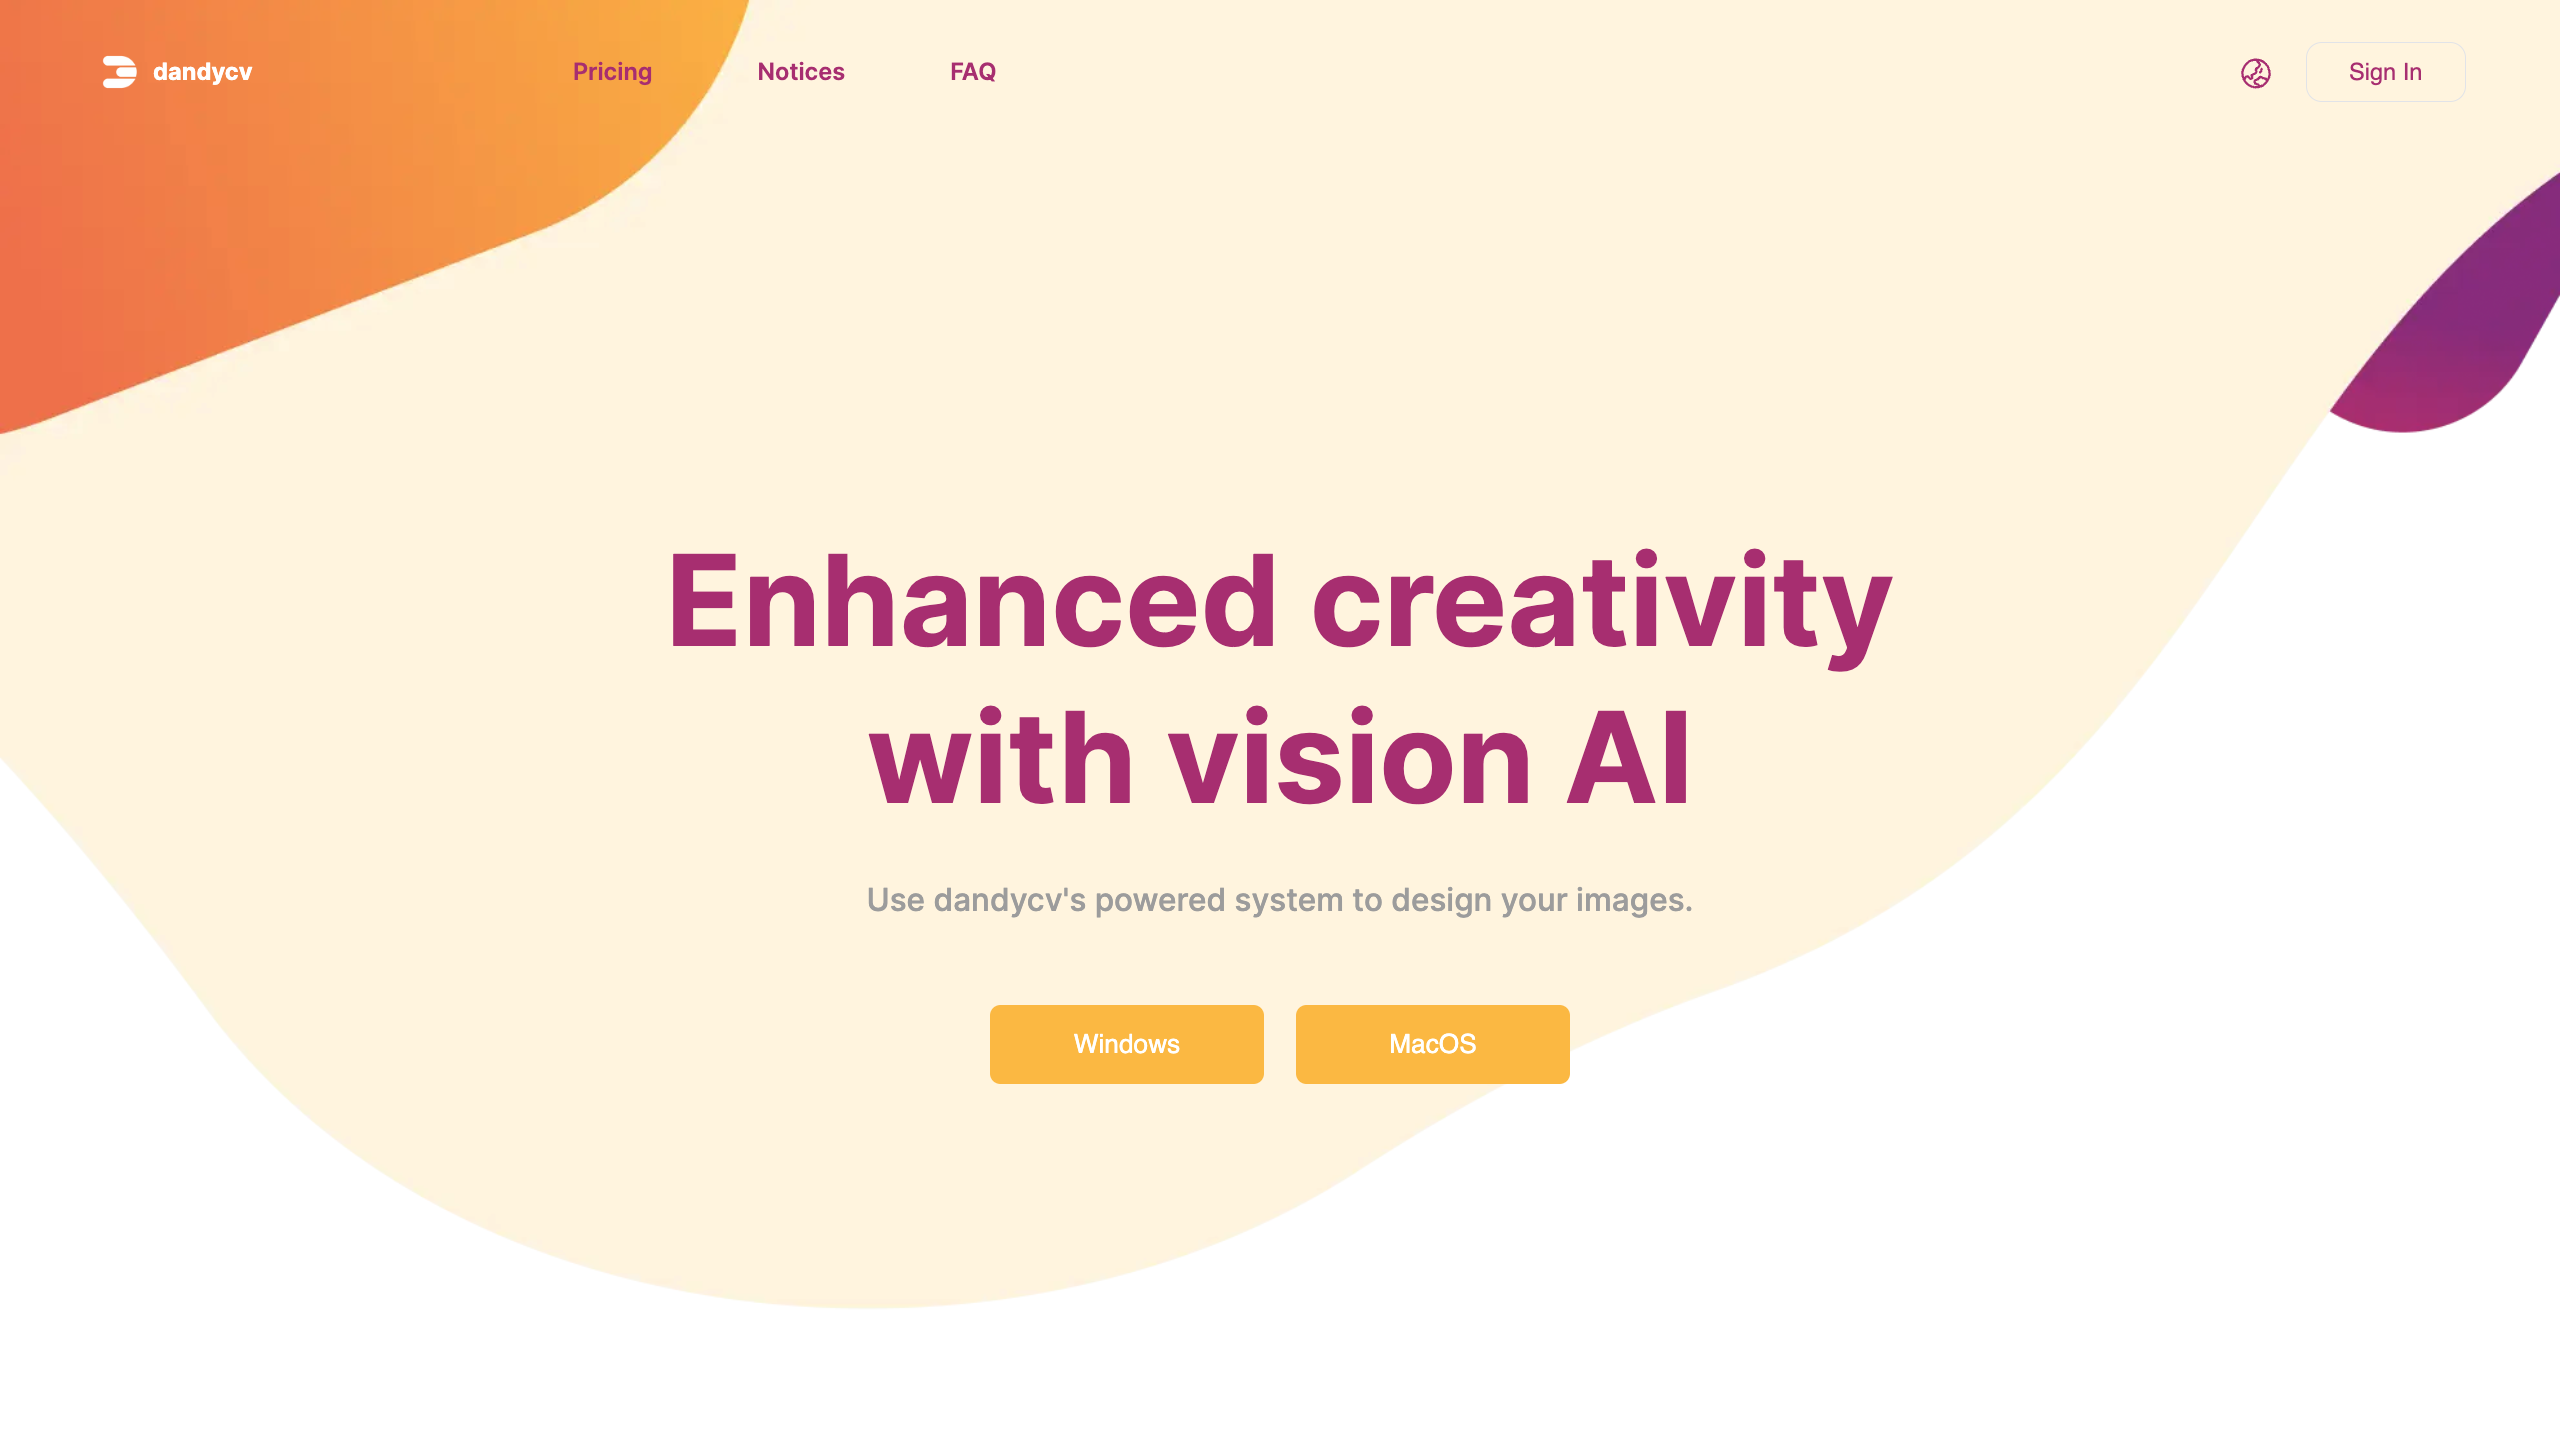 dandycv
Pricing
Notices
FAQ
Sign In
Enhanced creativity
with vision AI
Use dandycv's powered system to design your images.
Windows
MacOS